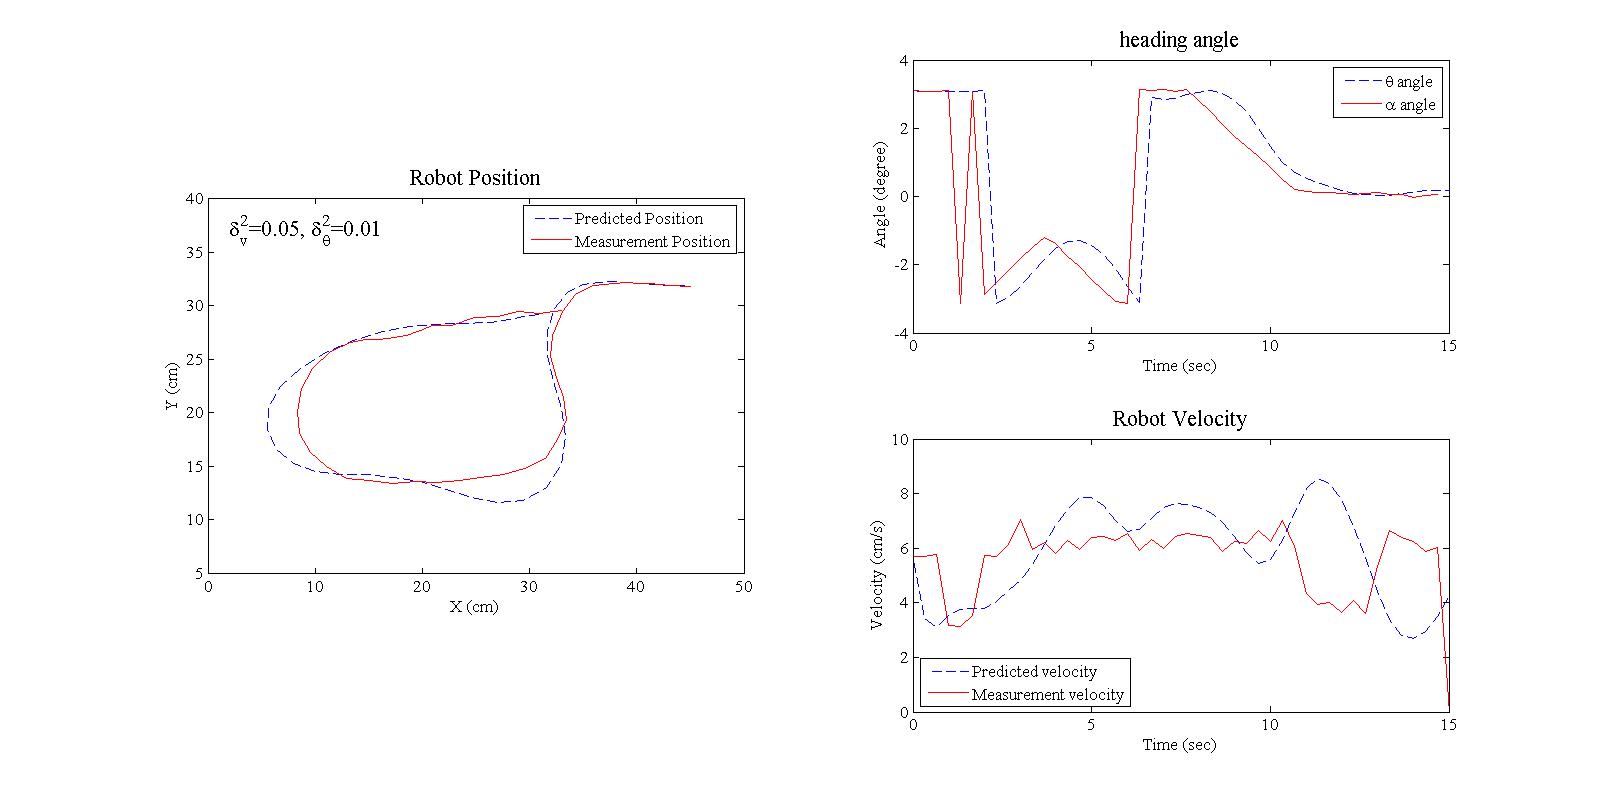 Robot Position
δ²ᵥ=0.05, δ²_θ=0.01
Predicted Position
Measurement Position
40
35
30
25
20
15
10
5
0
10
20
30
40
50
X (cm)
Y (cm)
heading angle
θ angle
α angle
4
2
0
-2
-4
0
5
10
15
Time (sec)
Angle (degree)
Robot Velocity
10
8
6
4
2
0
Predicted velocity
Measurement velocity
0
5
10
15
Time (sec)
Velocity (cm/s)